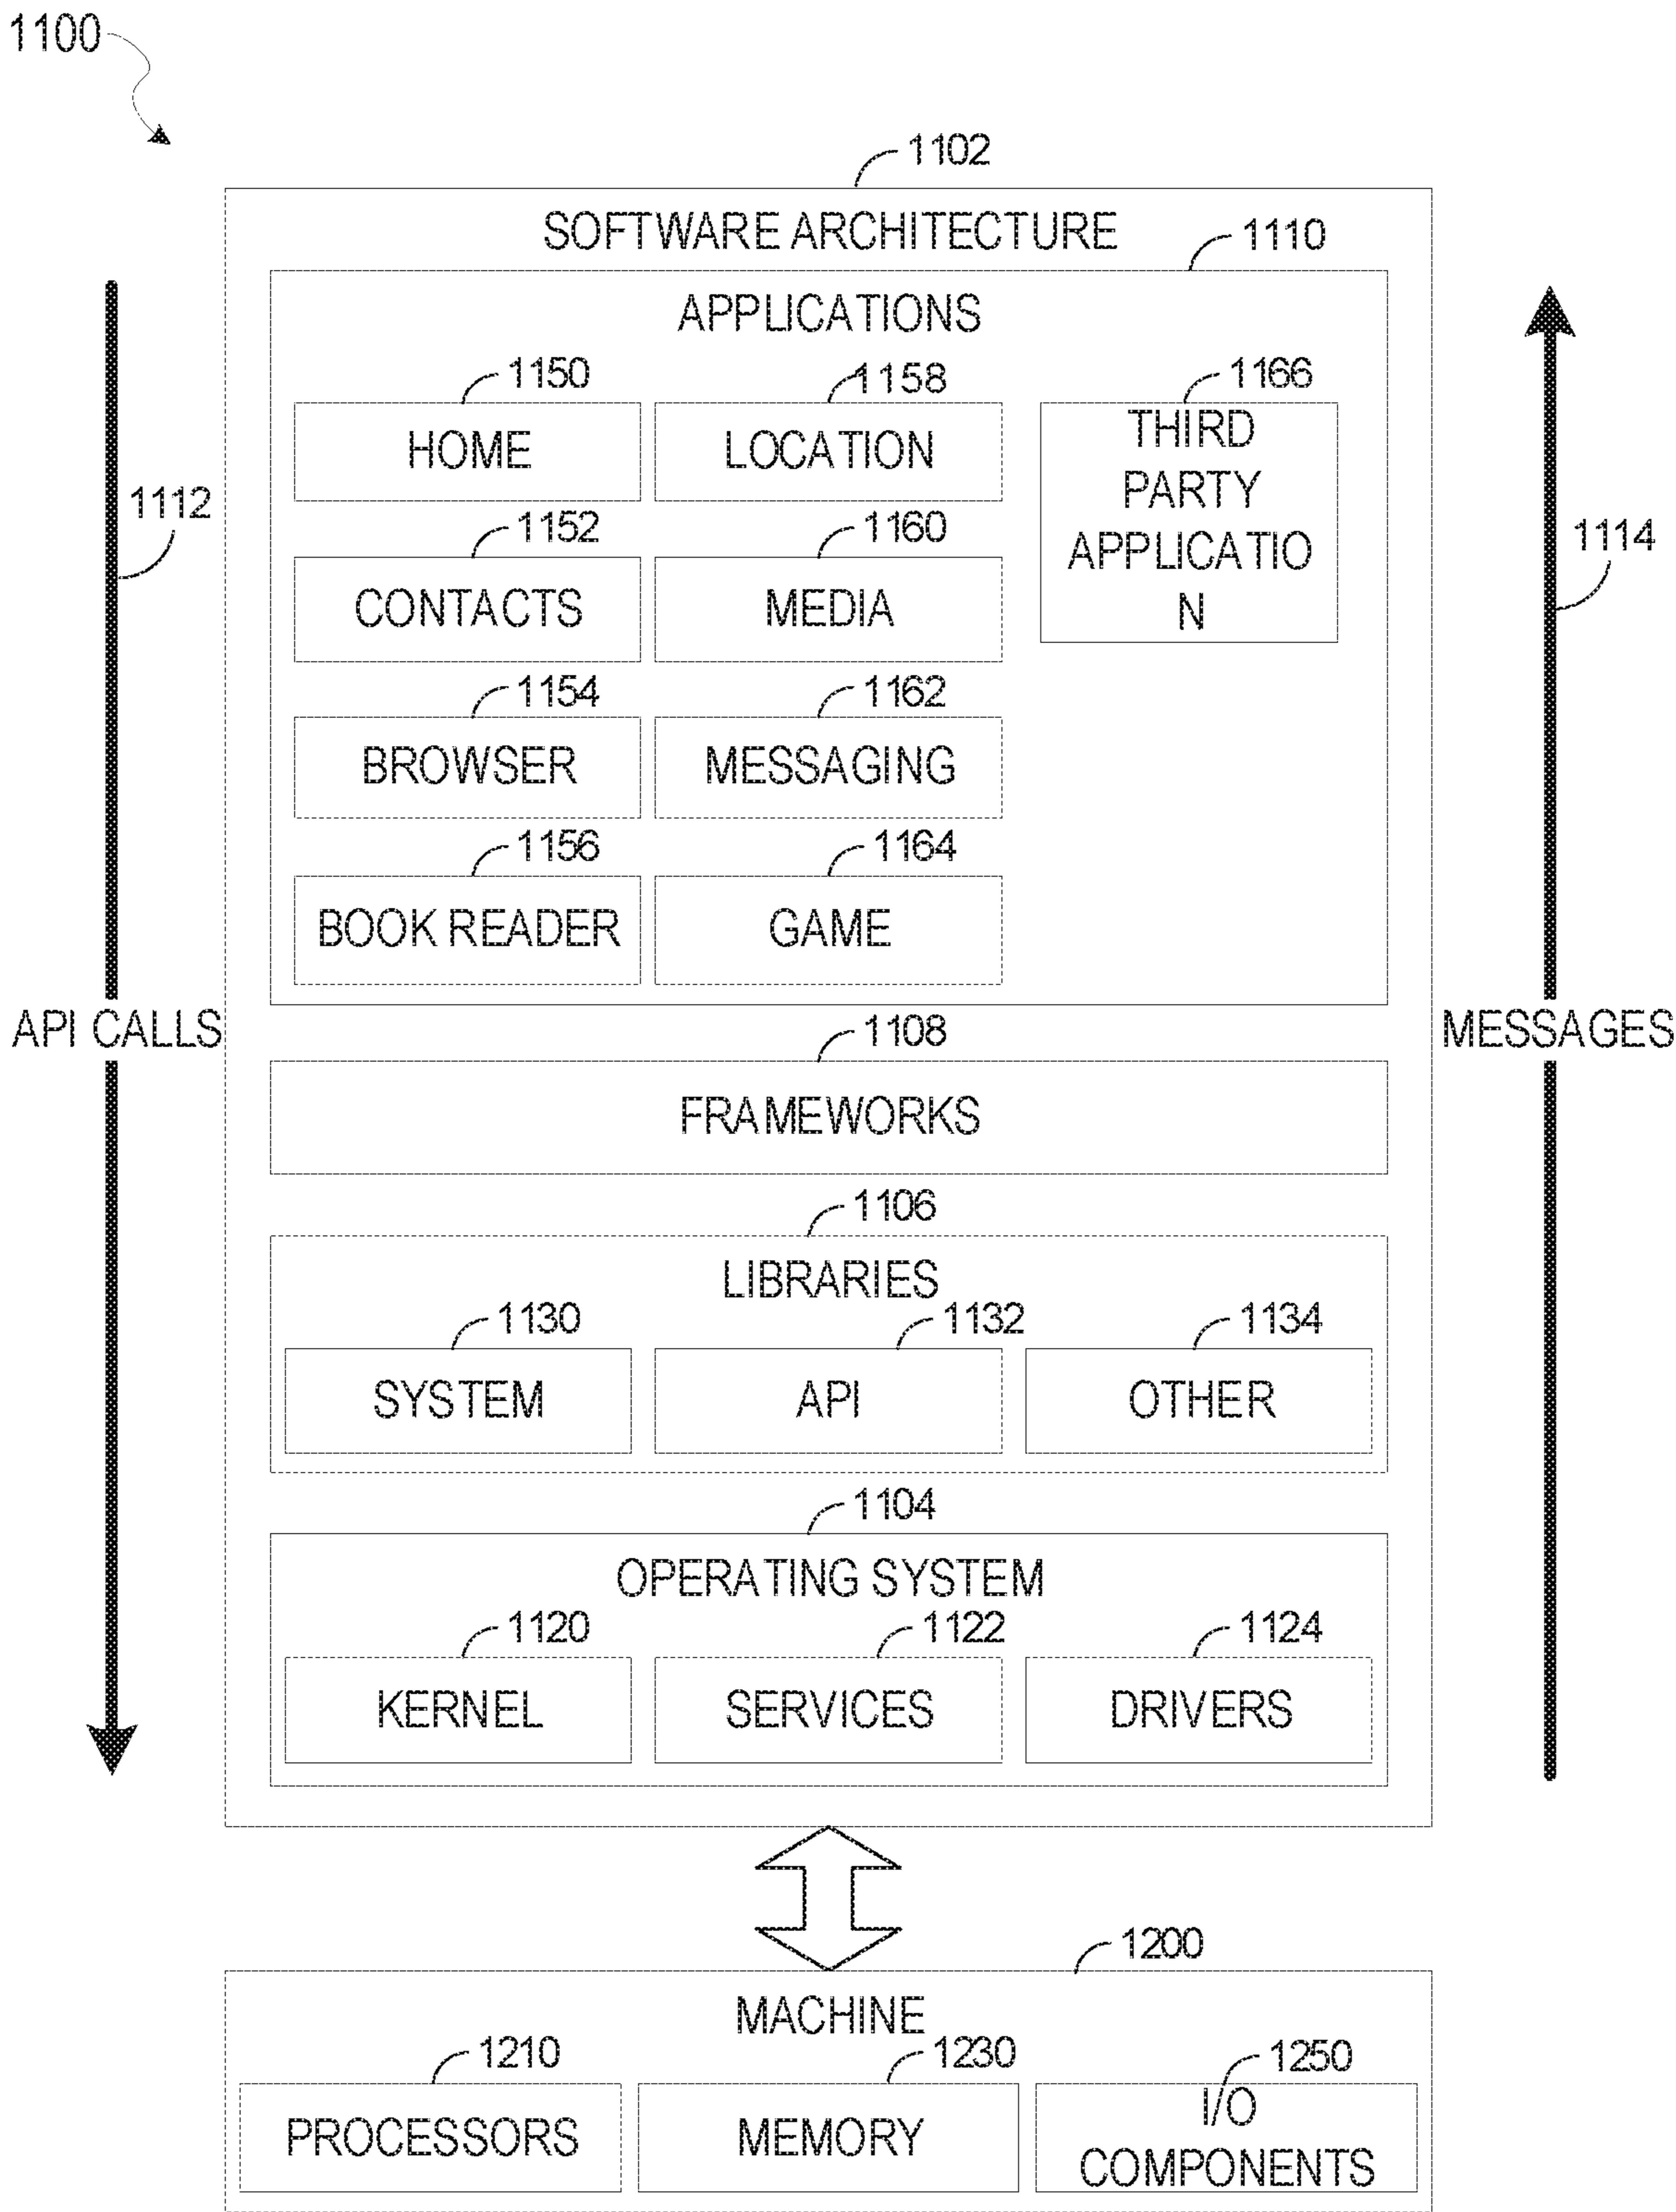 1100
1102
SOFTWARE ARCHITECTURE
1110
APPLICATIONS
1150
1158
1166
HOME
LOCATION
THIRD
PARTY
APPLICATIO
N
1112
1114
1152
1160
CONTACTS
MEDIA
1154
1162
BROWSER
MESSAGING
1156
1164
BOOK READER
GAME
API CALLS
MESSAGES
1108
FRAMEWORKS
1106
LIBRARIES
1130
1132
1134
SYSTEM
API
OTHER
1104
OPERATING SYSTEM
1120
1122
1124
KERNEL
SERVICES
DRIVERS
1200
MACHINE
1210
1230
1250
PROCESSORS
MEMORY
I/O
COMPONENTS